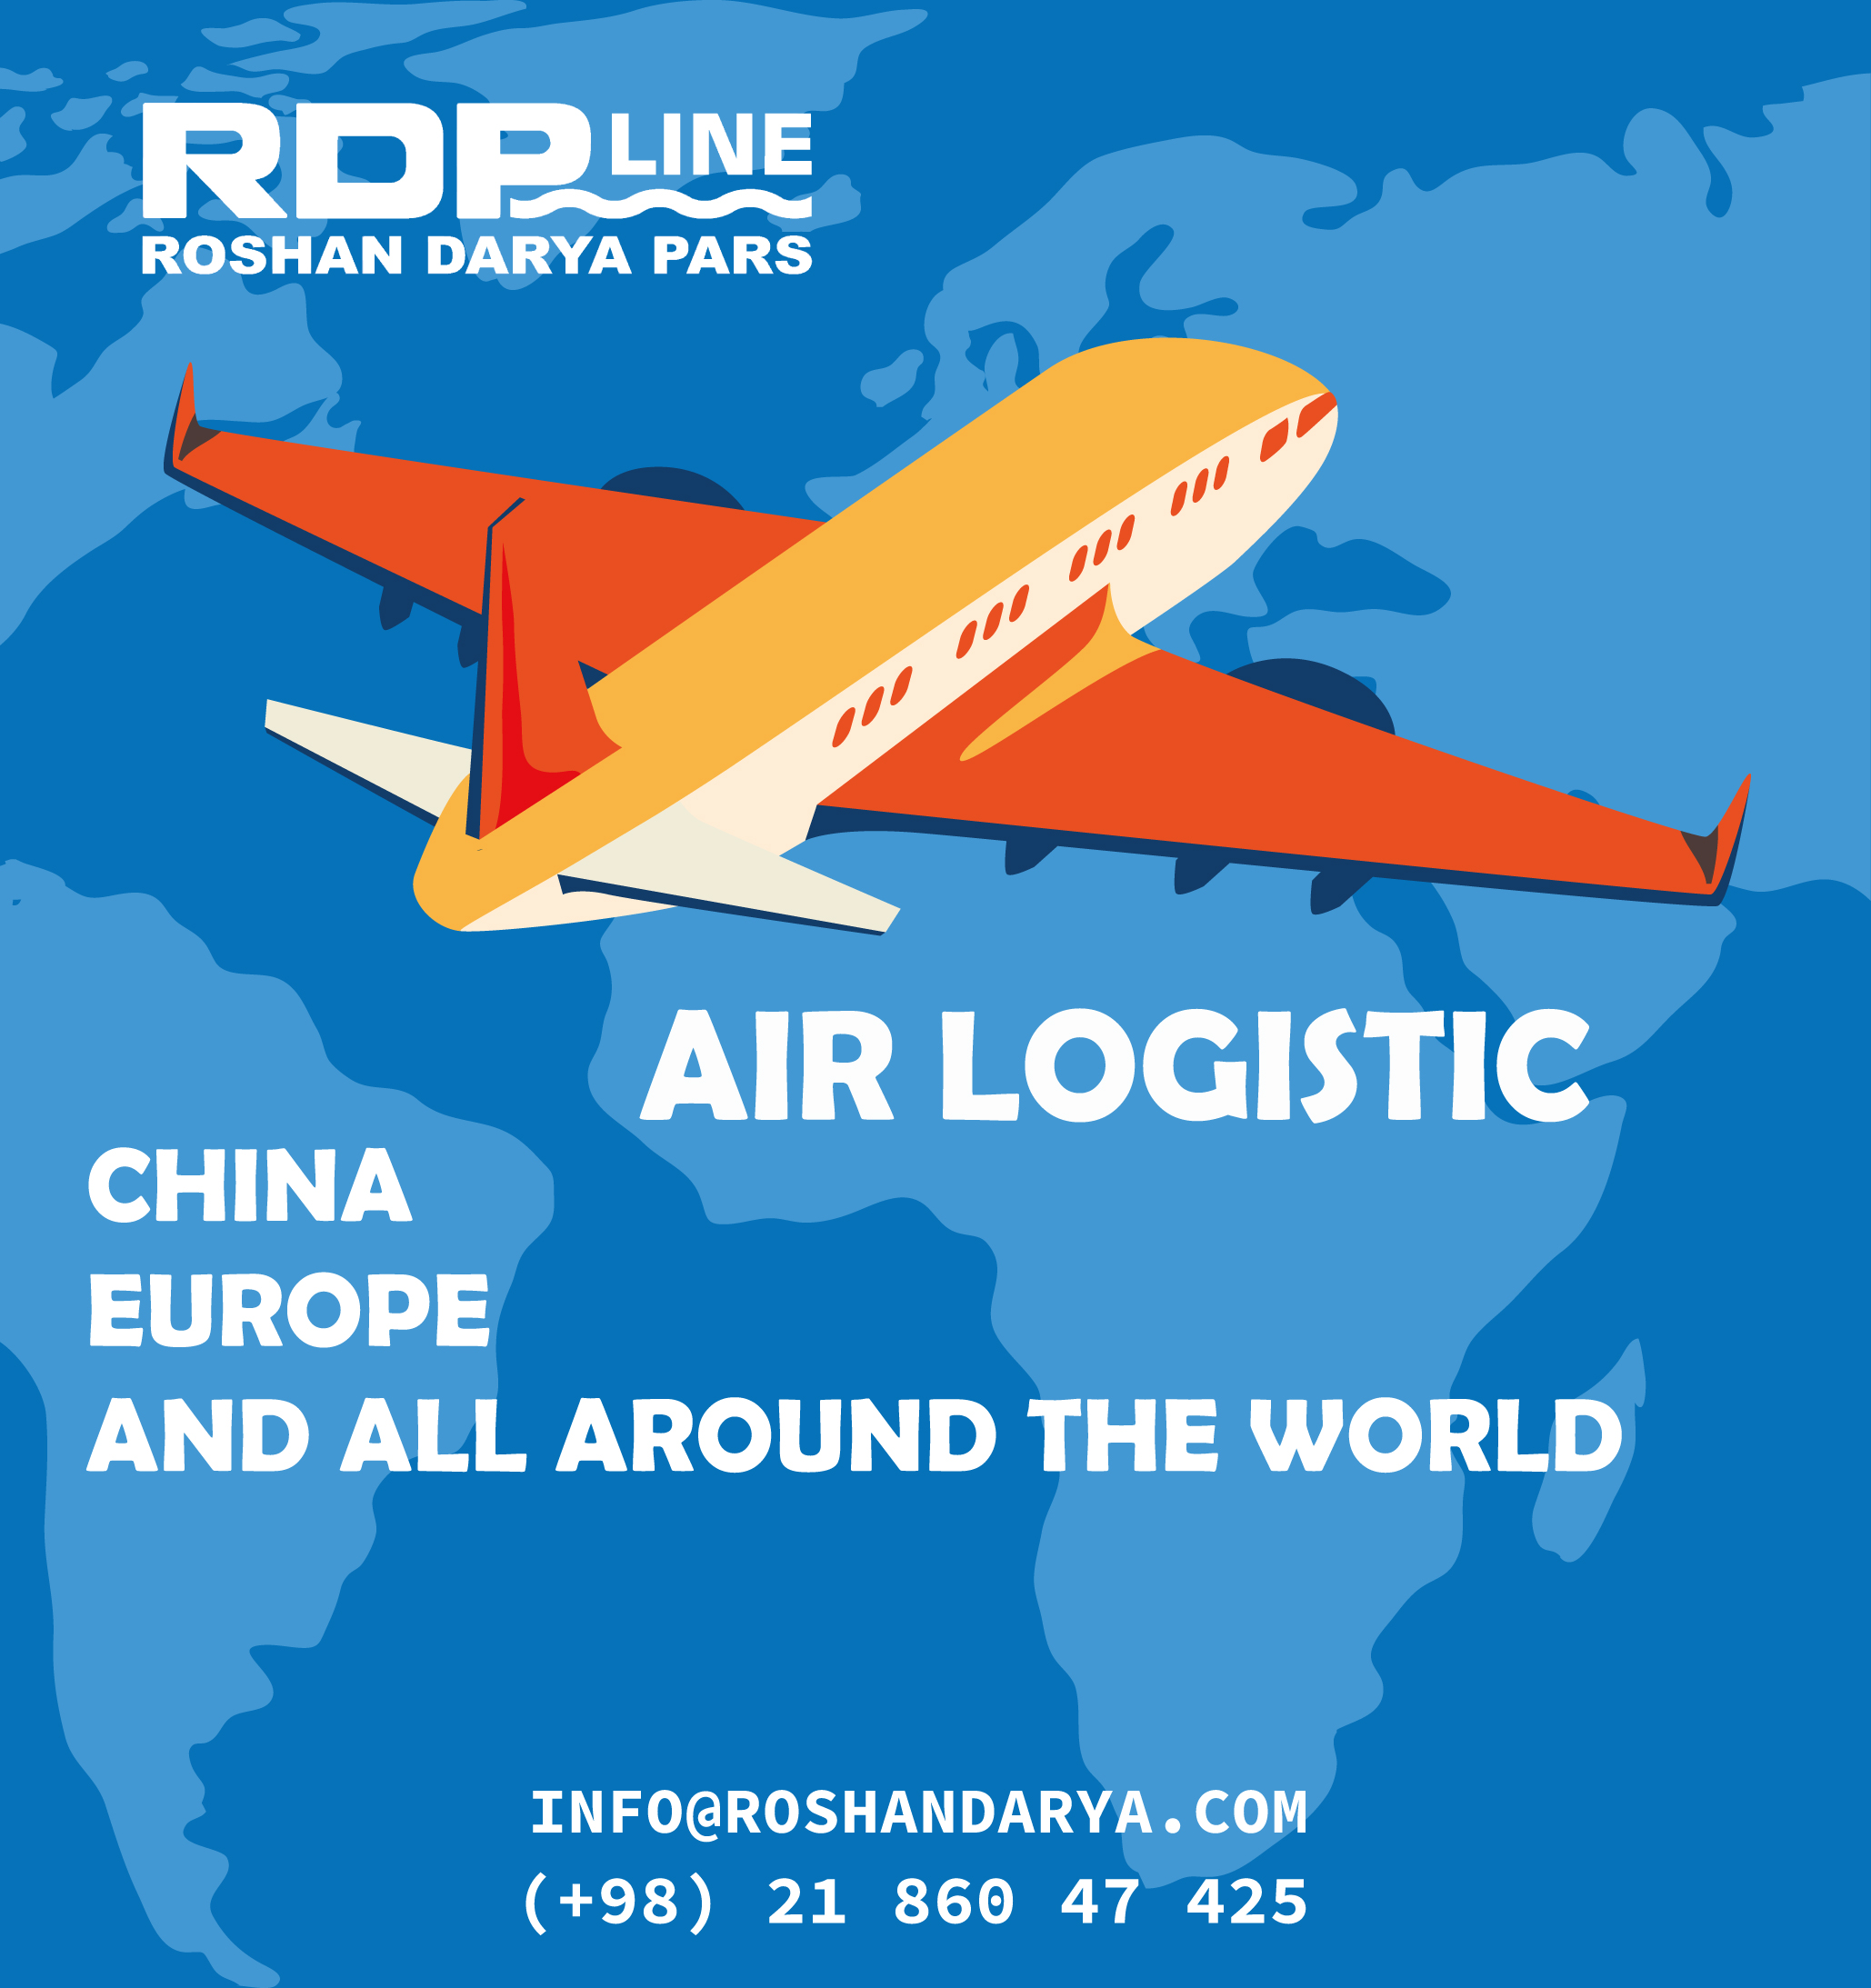 RDP LINE
ROSHAN DARYA PARS
AIR LOGISTIC
CHINA
EUROPE
AND ALL AROUND THE WORLD
INFO@ROSHANDARYA.COM
(+98) 21 860 47 425